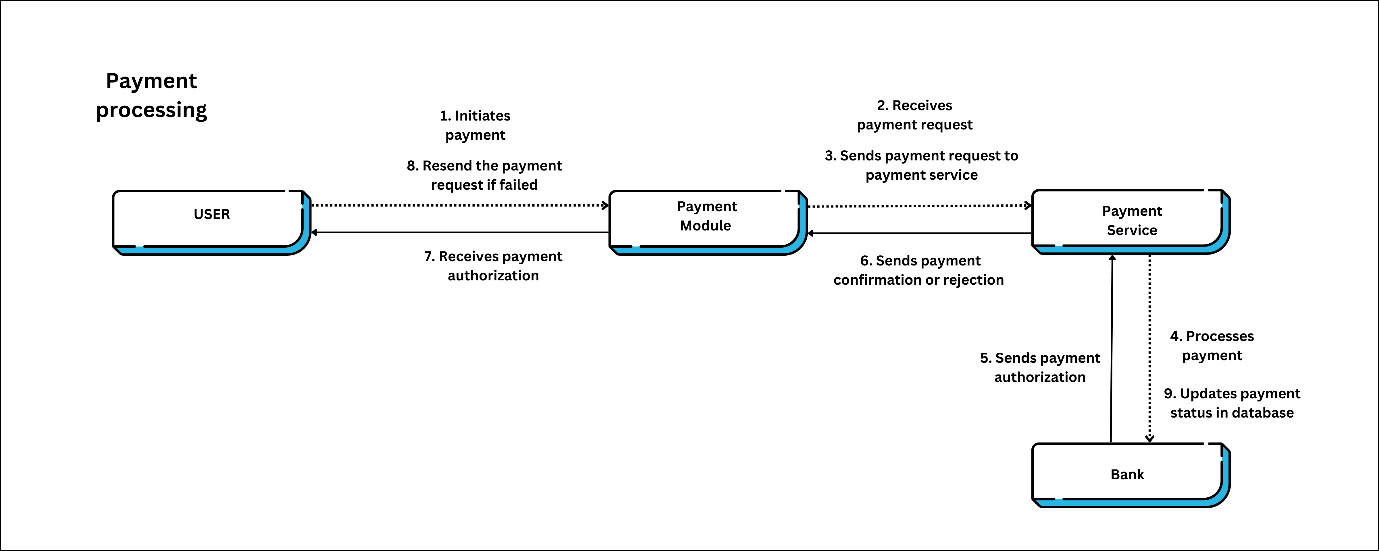 Payment
processing
1. Initiates
payment
8. Resend the payment
request if failed
2. Receives
payment request
3. Sends payment request to
payment service
USER
Payment
Module
Payment
Service
7. Receives payment
authorization
6. Sends payment
confirmation or rejection
5. Sends payment
authorization
4. Processes
payment
9. Updates payment
status in database
Bank